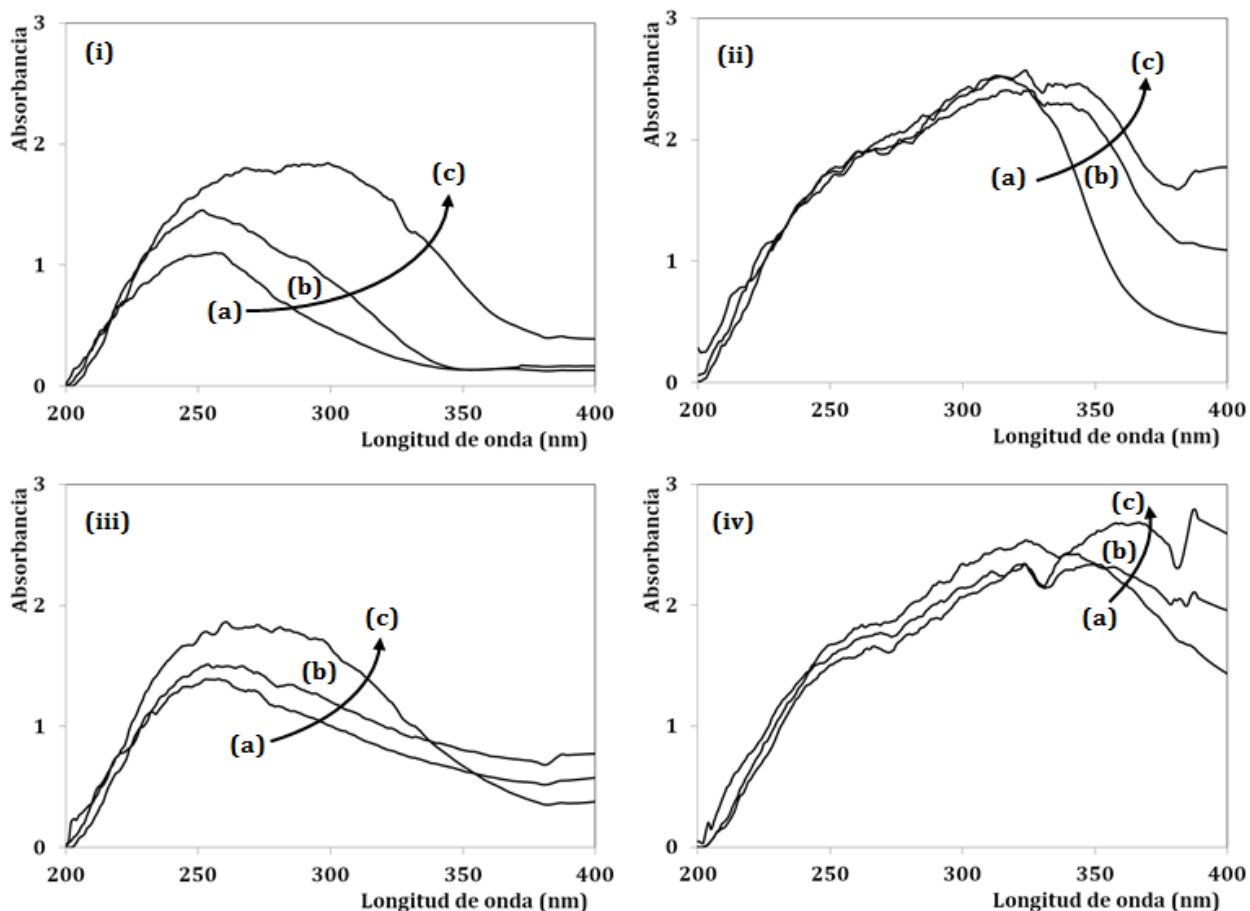 3
(i)
Absorbancia
2
(c)
1
(b)
(a)
0
200 250 300 350 400
Longitud de onda (nm)
3
(ii)
Absorbancia
(c)
2
(a) (b)
1
0
200 250 300 350 400
Longitud de onda (nm)
3
(iii)
Absorbancia
2
(c)
(b)
1
(a)
0
200 250 300 350 400
Longitud de onda (nm)
3
(iv)
Absorbancia
(c)
(b)
2
(a)
1
0
200 250 300 350 400
Longitud de onda (nm)